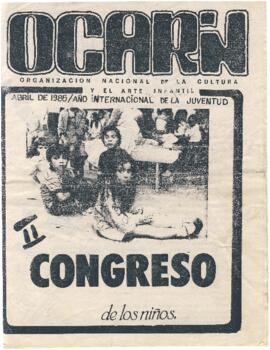 OCARIN
ORGANIZACION NACIONAL DE LA CULTURA
Y EL ARTE INFANTIL
ABRIL DE 1985/AÑO INTERNACIONAL DE LA JUVENTUD
II
CONGRESO
de los niños.